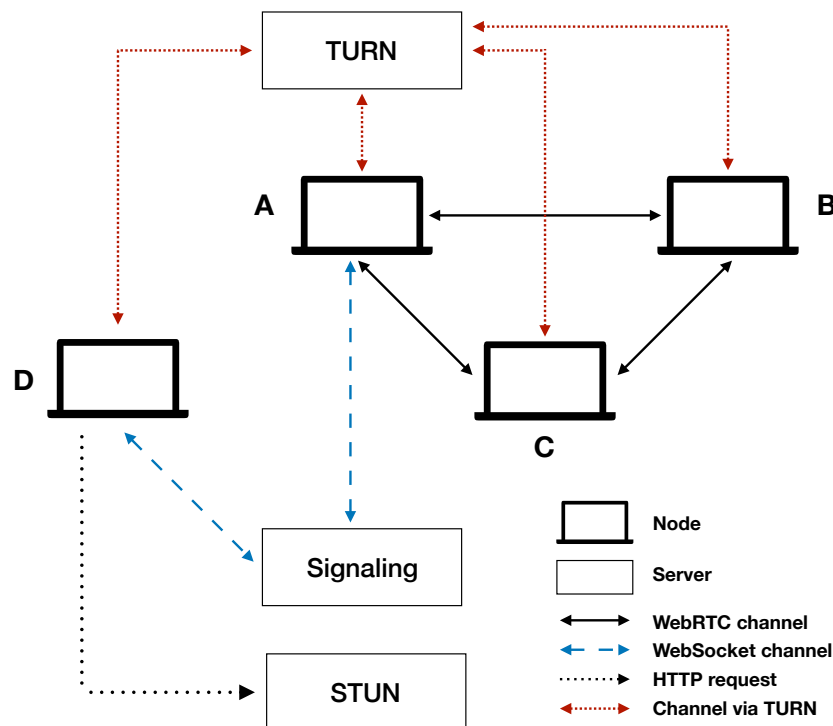 TURN
A
B
D
C
Signaling
STUN
Node
Server
WebRTC channel
WebSocket channel
HTTP request
Channel via TURN